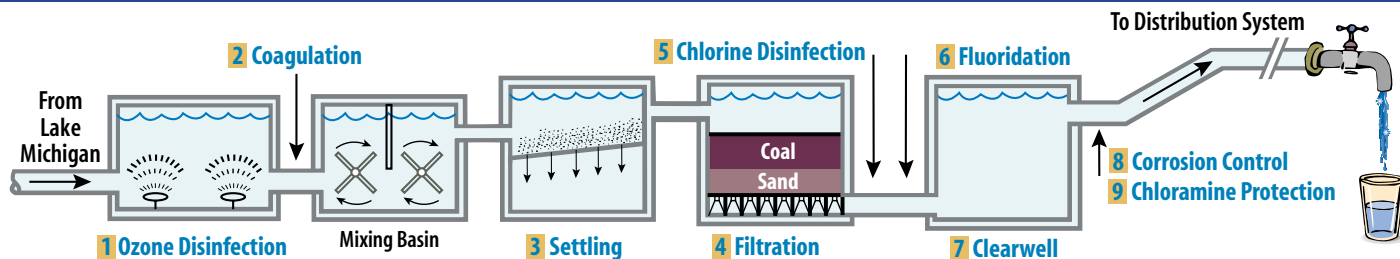 From
Lake
Michigan
1 Ozone Disinfection
2 Coagulation
Mixing Basin
3 Settling
4 Filtration
Coal
Sand
5 Chlorine Disinfection
6 Fluoridation
7 Clearwell
To Distribution System
8 Corrosion Control
9 Chloramine Protection